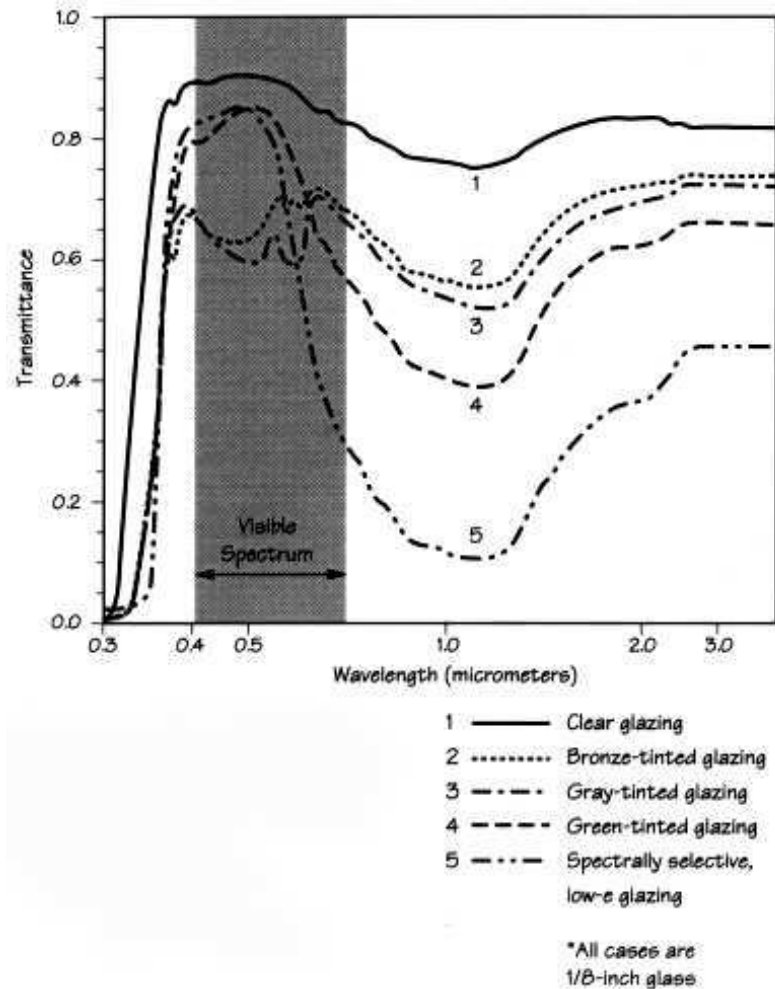 1.0
0.8
0.6
0.4
0.2
0.0
Transmittance
1
2
3
4
5
Visible
Spectrum
0.3
0.4
0.5
1.0
2.0
3.0
Wavelength (micrometers)
1 Clear glazing
2 Bronze-tinted glazing
3 Gray-tinted glazing
4 Green-tinted glazing
5 Spectrally selective,
low-e glazing
*All cases are
1/8-inch glass